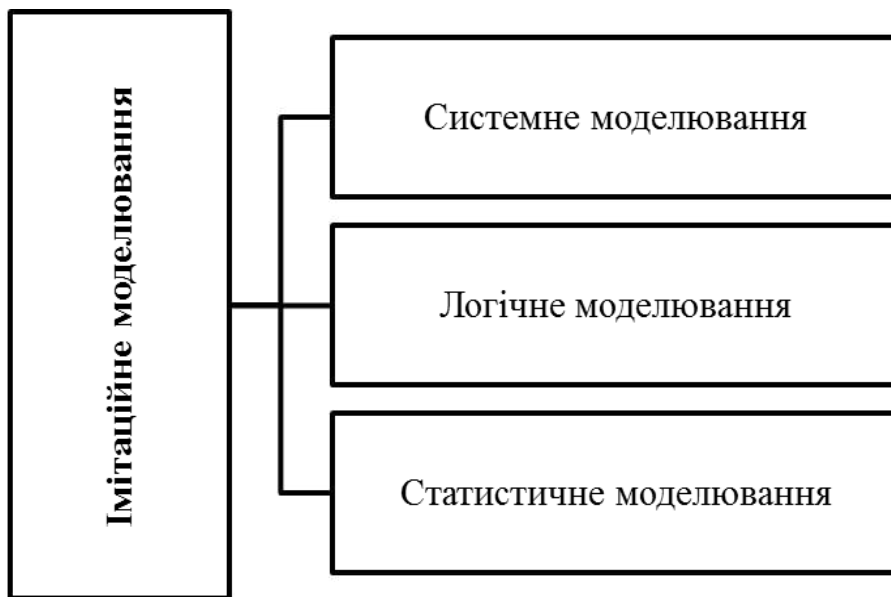 Імітаційне моделювання
Системне моделювання
Логічне моделювання
Статистичне моделювання